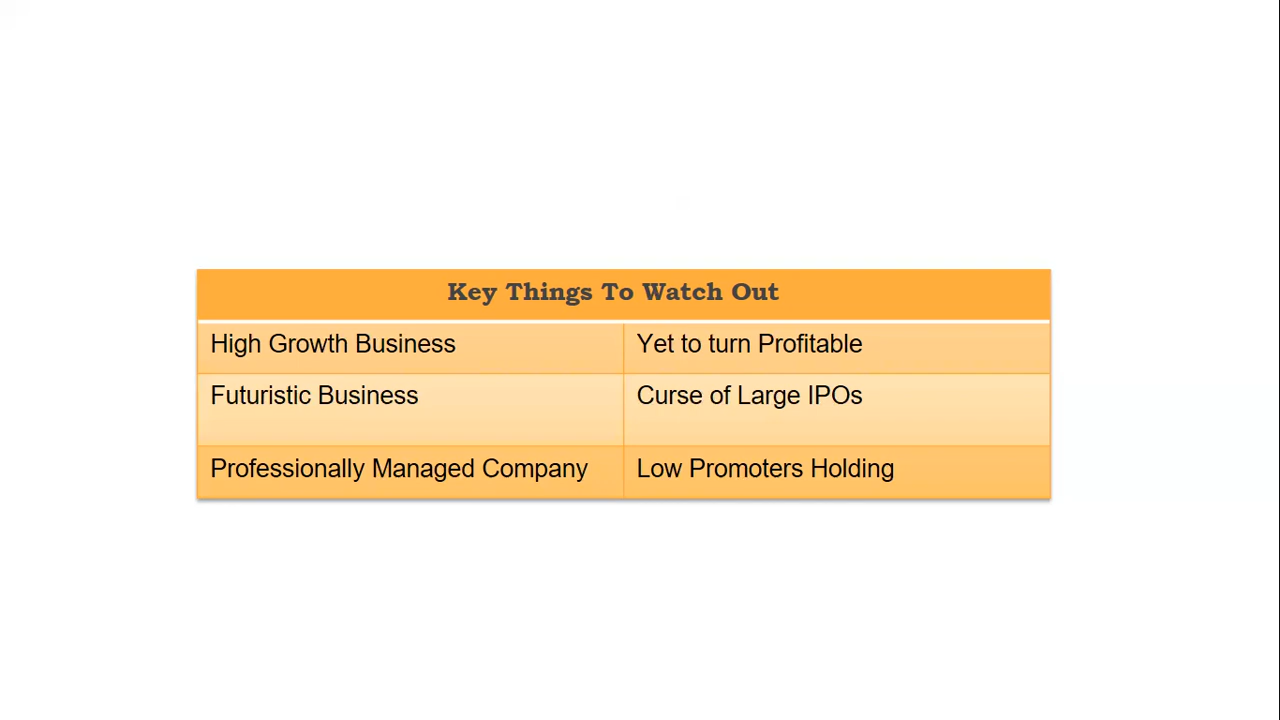 Key Things To Watch Out
High Growth Business
Yet to turn Profitable
Futuristic Business
Curse of Large IPOs
Professionally Managed Company
Low Promoters Holding